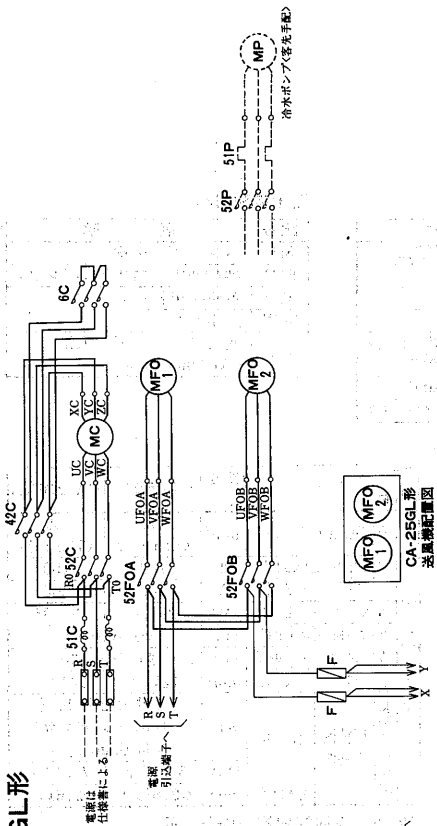 GL形
電源は
仕様書による
R
S
T
51C
R0
52C
T0
42C
UC
VC
WC
MC
XC
YC
ZC
6C
電源
引込端子へ
R
S
T
52FOA
UFOA
VFOA
WFOA
MFO
1
52FOB
UFOB
VFOB
WFOB
MFO
2
F
F
X
Y
MFO
1
MFO
2
CA-25GL形
送風機配置図
52P
51P
MP
冷水ポンプ(客先手配)